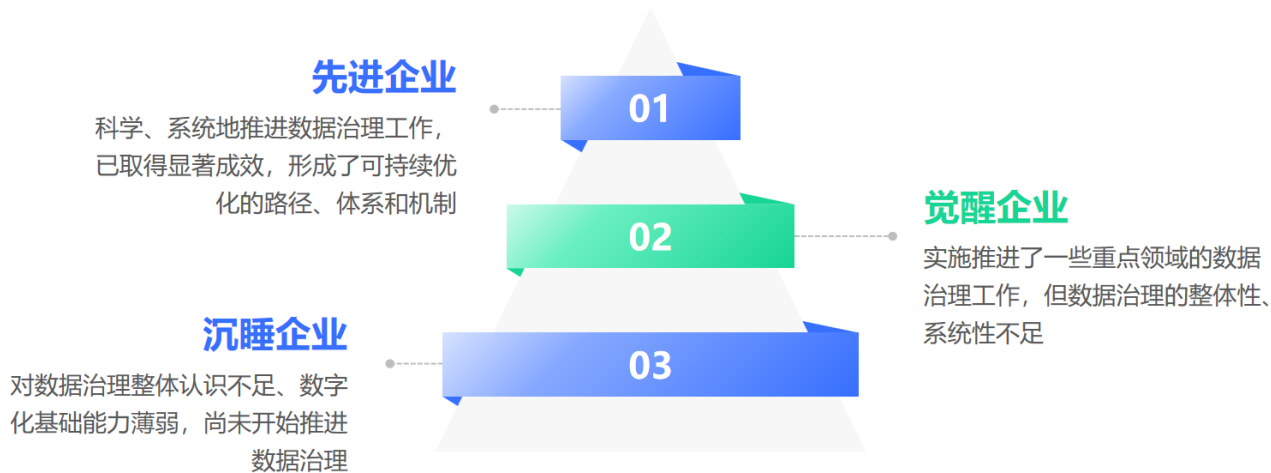 先进企业
科学、系统地推进数据治理工作，
已取得显著成效，形成了可持续优
化的路径、体系和机制
01
02
觉醒企业
实施推进了一些重点领域的数据
治理工作，但数据治理的整体性、
系统性不足
沉睡企业
对数据治理整体认识不足、数字
化基础能力薄弱，尚未开始推进
数据治理
03